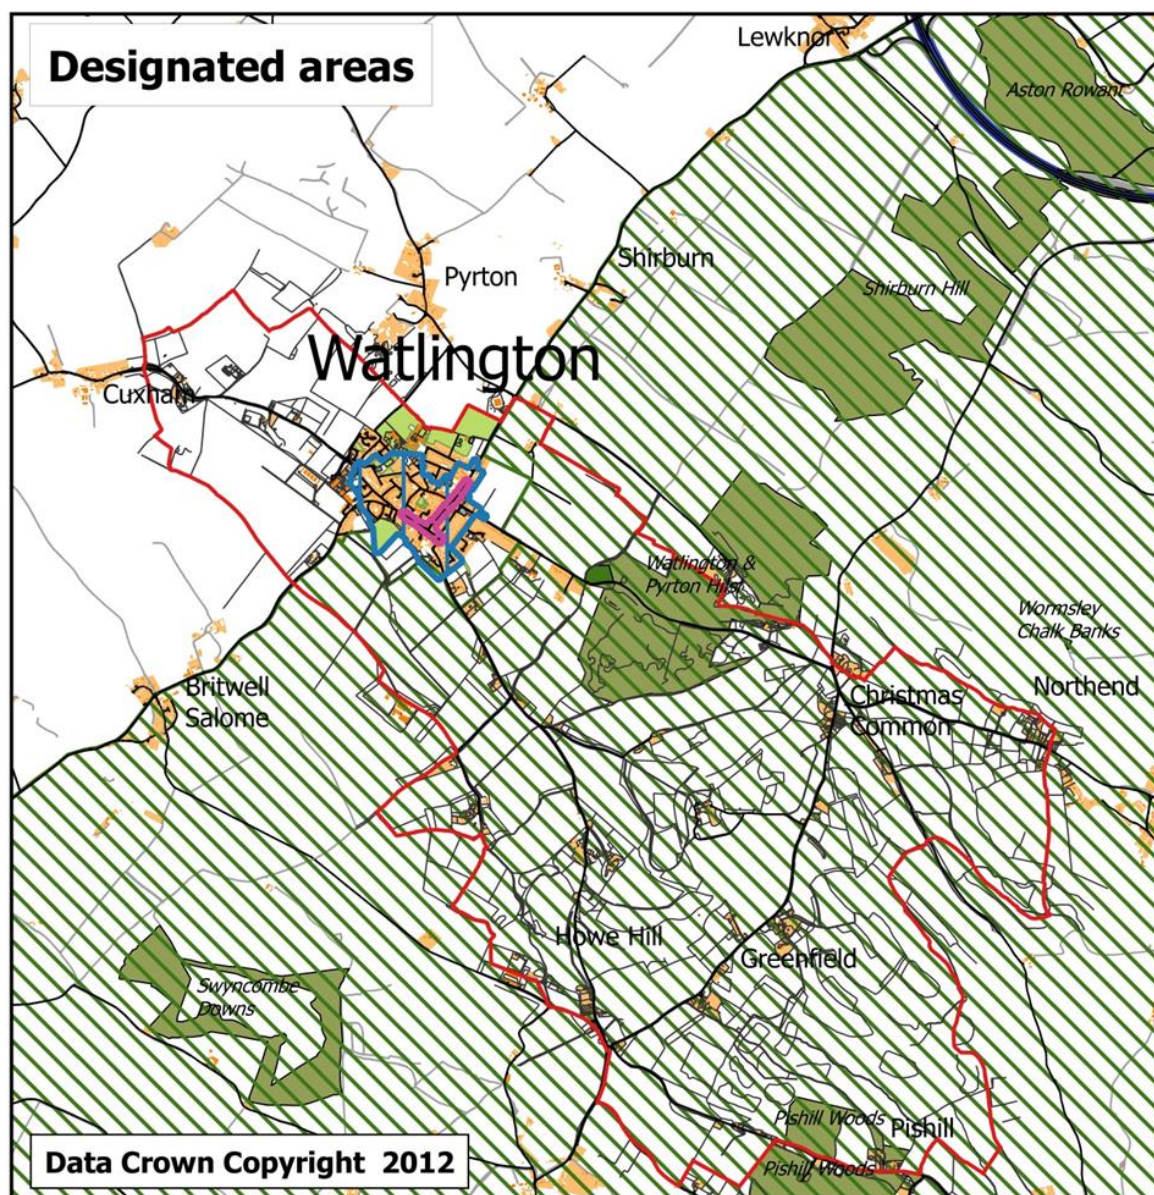 Designated areas
Lewknor
Aston Rowant
Shirburn
Pyrton
Shirburn Hill
Watlington
Cuxham
Watlington &
Pyrton Hills
Wormsley
Chalk Banks
Britwell
Salome
Northend
Christmas
Common
Howe Hill
Greenfield
Swyncombe
Downs
Pishill Woods
Pishill
Pishill Woods
Data Crown Copyright 2012